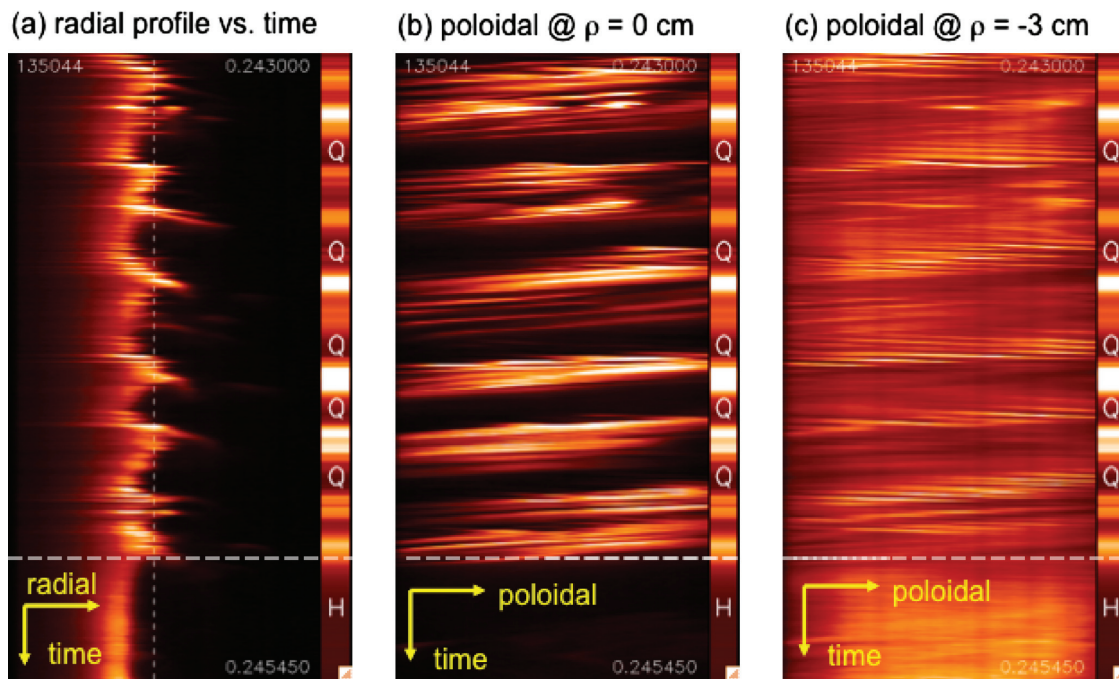 (a) radial profile vs. time
(b) poloidal @ ρ = 0 cm
(c) poloidal @ ρ = -3 cm
135044
0.243000
Q
Q
Q
Q
Q
H
radial
time
0.245450
135044
0.243000
Q
Q
Q
Q
Q
H
poloidal
time
0.245450
135044
0.243000
Q
Q
Q
Q
Q
H
poloidal
time
0.245450